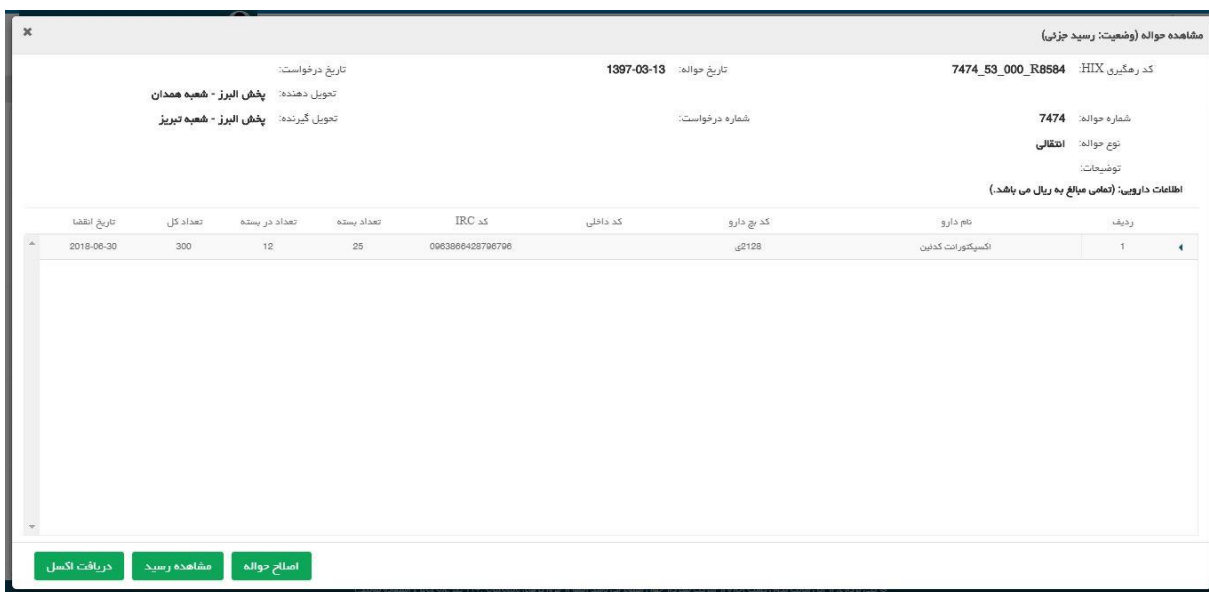 مشاهده حواله (وضعیت: رسید جزئی)
کد رهگیری HIX: 7474_53_000_R8584 تاریخ حواله: 1397-03-13 تاریخ درخواست:
تحویل دهنده: پخش البرز - شعبه همدان
شماره حواله: 7474 شماره درخواست: تحویل گیرنده: پخش البرز - شعبه تبریز
نوع حواله: انتقالی
توضیحات:
اطلاعات دارویی: (تمامی مبالغ به ریال می باشد.)
ردیف نام دارو کد بچ دارو کد داخلی کد IRC تعداد بسته تعداد در بسته تعداد کل تاریخ انقضا
1 اکسپکتورانت کدئین 2128ی 0963866428796796 25 12 300 2018-06-30
اصلاح حواله مشاهده رسید دریافت اکسل